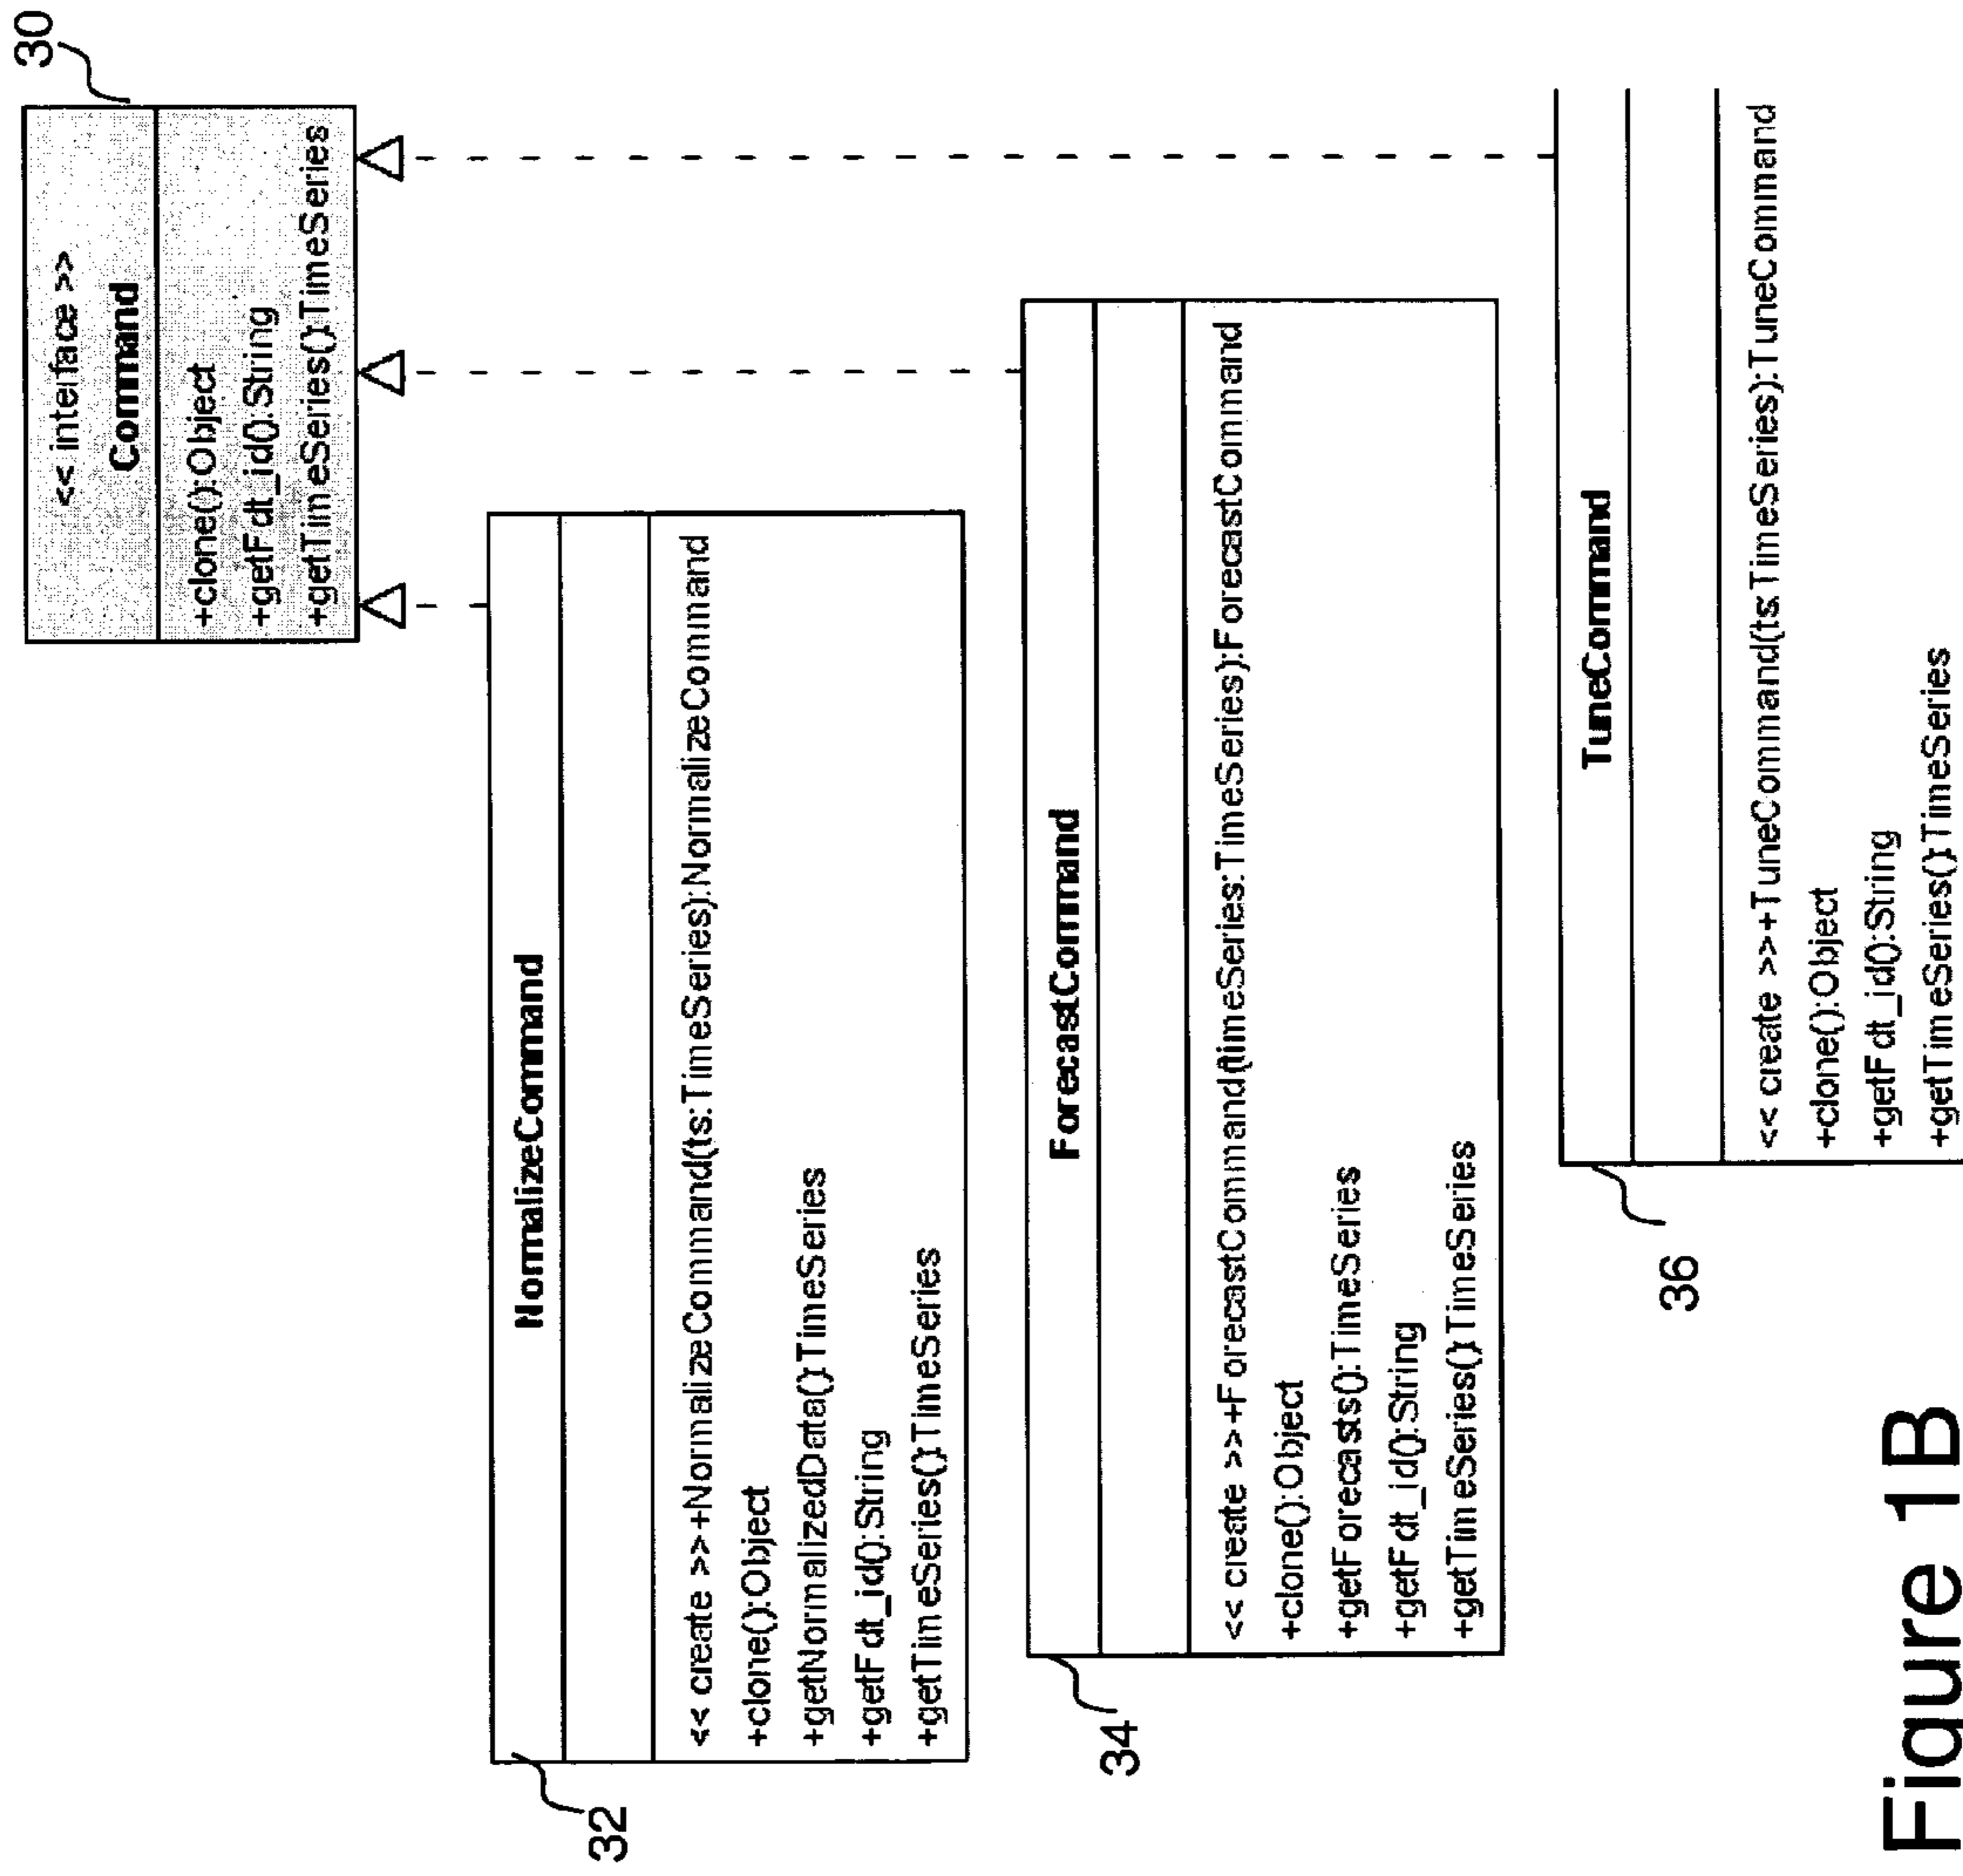 30
<< interface >>
Command
+clone():Object
+getFdt_id():String
+getTimeSeries():TimeSeries
32
NormalizeCommand
<< create >>+NormalizeCommand(ts:TimeSeries):NormalizeCommand
+clone():Object
+getNormalizedData():TimeSeries
+getFdt_id():String
+getTimeSeries():TimeSeries
34
ForecastCommand
<< create >>+ForecastCommand(timeSeries:TimeSeries):ForecastCommand
+clone():Object
+getForecasts():TimeSeries
+getFdt_id():String
+getTimeSeries():TimeSeries
36
TuneCommand
<< create >>+TuneCommand(ts:TimeSeries):TuneCommand
+clone():Object
+getFdt_id():String
+getTimeSeries():TimeSeries
Figure 1B